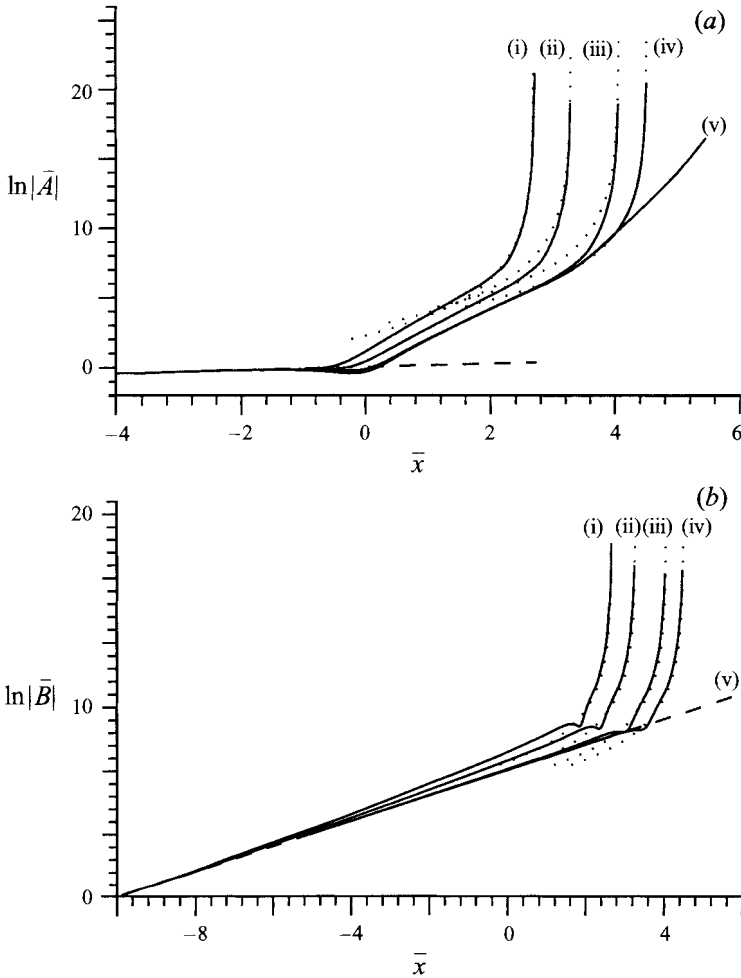 (a)
(i) (ii) (iii) (iv)
20
(v)
ln|Ā|
10
0
−4 −2 0 2 4 6
x̄
(b)
20
(i) (ii) (iii) (iv)
(v)
ln|B̄|
10
0
−8 −4 0 4
x̄